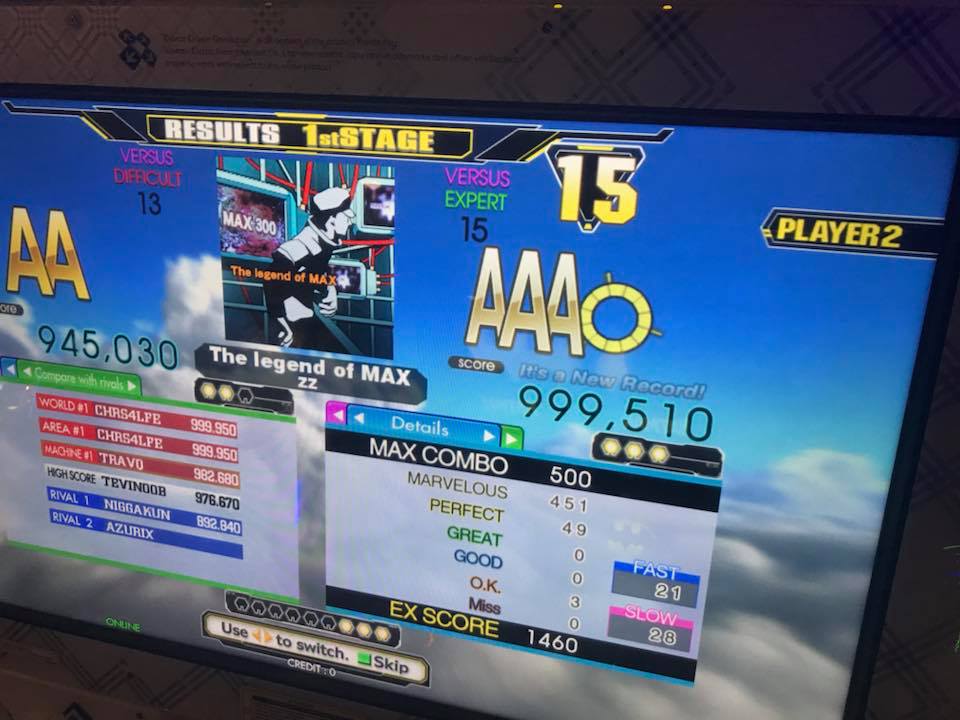 RESULTS 1stSTAGE
VERSUS
DIFFICULT
13
VERSUS
EXPERT
15
15
PLAYER2
MAX 300
The legend of MAX
AA
AAA
945,030
score
It's a New Record!
999,510
The legend of MAX
ZZ
Compare with rivals
WORLD #1 CHRS4LFE 999.950
AREA #1 CHRS4LFE 999.950
MACHINE #1 TRAVO 982.680
HIGH SCORE TEVINOOB 976.670
RIVAL 1 NIGGAKUN 892.840
RIVAL 2 AZURIX
Details
MAX COMBO 500
MARVELOUS 451
PERFECT 49
GREAT 0
GOOD 0
O.K. 3
Miss 0
EX SCORE 1460
FAST
21
SLOW
28
ONLINE
Use to switch. Skip
CREDIT : 0